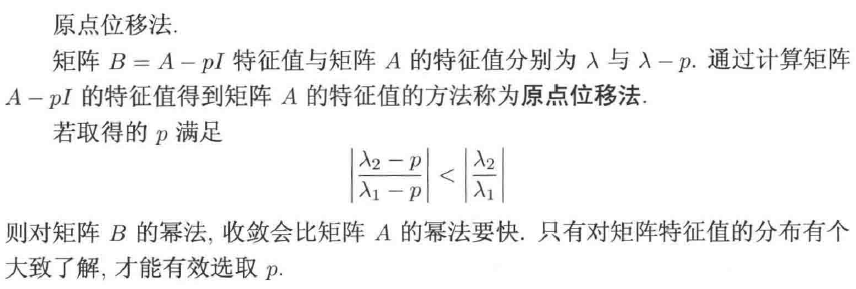 原点位移法.
矩阵 B = A − pI 特征值与矩阵 A 的特征值分别为 λ 与 λ − p. 通过计算矩阵
A − pI 的特征值得到矩阵 A 的特征值的方法称为原点位移法.
若取得的 p 满足
|(λ₂ − p)/(λ₁ − p)| < |λ₂/λ₁|
则对矩阵 B 的幂法, 收敛会比矩阵 A 的幂法要快. 只有对矩阵特征值的分布有个
大致了解, 才能有效选取 p.